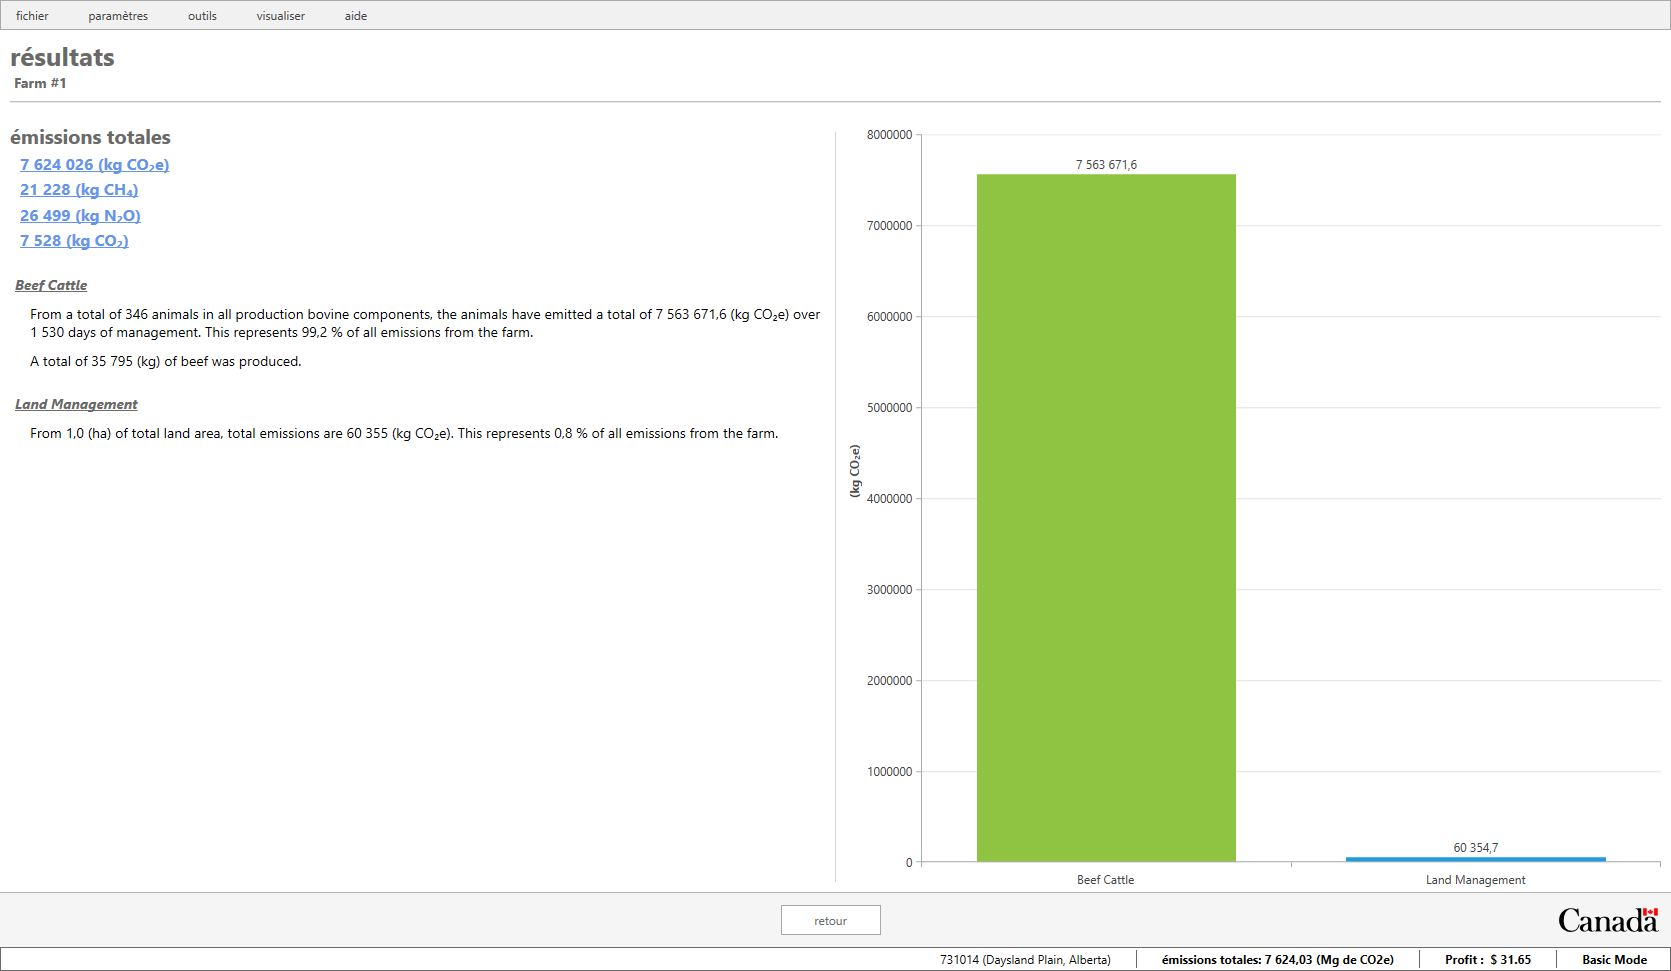 fichier paramètres outils visualiser aide
résultats
Farm #1
émissions totales
7 624 026 (kg CO₂e)
21 228 (kg CH₄)
26 499 (kg N₂O)
7 528 (kg CO₂)
Beef Cattle
From a total of 346 animals in all production bovine components, the animals have emitted a total of 7 563 671,6 (kg CO₂e) over
1 530 days of management. This represents 99,2 % of all emissions from the farm.
A total of 35 795 (kg) of beef was produced.
Land Management
From 1,0 (ha) of total land area, total emissions are 60 355 (kg CO₂e). This represents 0,8 % of all emissions from the farm.
(kg CO₂e)
8000000
7000000
6000000
5000000
4000000
3000000
2000000
1000000
0
7 563 671,6
60 354,7
Beef Cattle
Land Management
retour
Canada
731014 (Daysland Plain, Alberta) émissions totales: 7 624,03 (Mg de CO2e) Profit : $ 31.65 Basic Mode